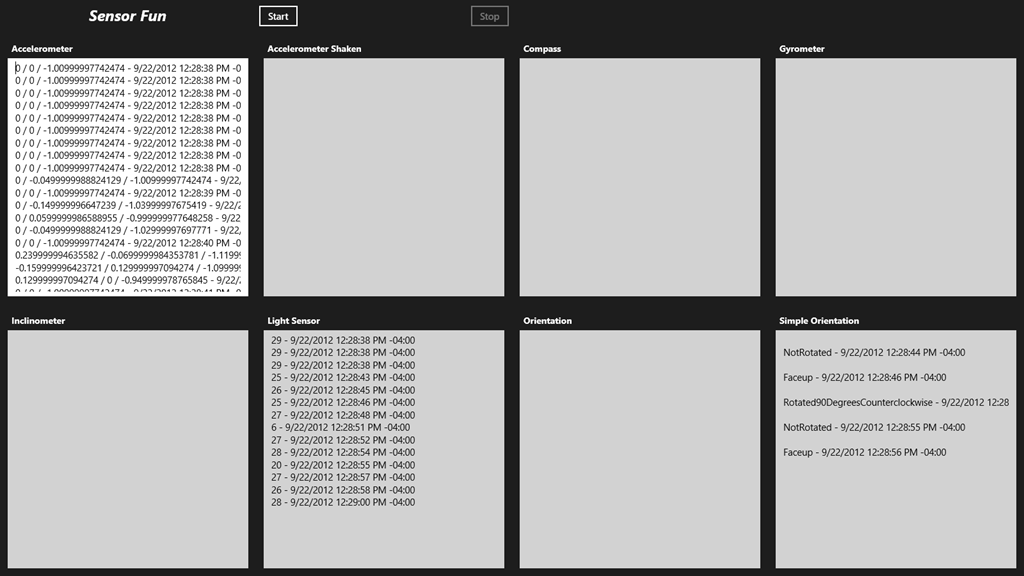 Sensor Fun
Start
Stop
Accelerometer
Accelerometer Shaken
Compass
Gyrometer
0 / 0 / -1.00999997742474 - 9/22/2012 12:28:38 PM -0
0 / 0 / -1.00999997742474 - 9/22/2012 12:28:38 PM -0
0 / 0 / -1.00999997742474 - 9/22/2012 12:28:38 PM -0
0 / 0 / -1.00999997742474 - 9/22/2012 12:28:38 PM -0
0 / 0 / -1.00999997742474 - 9/22/2012 12:28:38 PM -0
0 / 0 / -1.00999997742474 - 9/22/2012 12:28:38 PM -0
0 / 0 / -1.00999997742474 - 9/22/2012 12:28:38 PM -0
0 / 0 / -1.00999997742474 - 9/22/2012 12:28:38 PM -0
0 / 0 / -1.00999997742474 - 9/22/2012 12:28:38 PM -0
0 / -0.0499999988824129 / -1.00999997742474 - 9/22/
0 / 0 / -1.00999997742474 - 9/22/2012 12:28:39 PM -0
0 / -0.149999996647239 / -1.03999997675419 - 9/22/2
0 / 0.0599999986588955 / -0.999999977648258 - 9/22
0 / -0.0499999988824129 / -1.02999997697771 - 9/22/
0 / 0 / -1.00999997742474 - 9/22/2012 12:28:40 PM -0
0.239999994635582 / -0.0699999984353781 / -1.1199
-0.159999996423721 / 0.129999997094274 / -1.09999
0.129999997094274 / 0 / -0.949999978765845 - 9/22/
0 / 0 / -1.00999997742474 - 9/22/2012 12:28:41 PM -0
Inclinometer
Light Sensor
Orientation
Simple Orientation
29 - 9/22/2012 12:28:38 PM -04:00
29 - 9/22/2012 12:28:38 PM -04:00
29 - 9/22/2012 12:28:38 PM -04:00
25 - 9/22/2012 12:28:43 PM -04:00
26 - 9/22/2012 12:28:45 PM -04:00
25 - 9/22/2012 12:28:46 PM -04:00
27 - 9/22/2012 12:28:48 PM -04:00
6 - 9/22/2012 12:28:51 PM -04:00
27 - 9/22/2012 12:28:52 PM -04:00
28 - 9/22/2012 12:28:54 PM -04:00
20 - 9/22/2012 12:28:55 PM -04:00
27 - 9/22/2012 12:28:57 PM -04:00
26 - 9/22/2012 12:28:58 PM -04:00
28 - 9/22/2012 12:29:00 PM -04:00
NotRotated - 9/22/2012 12:28:44 PM -04:00
Faceup - 9/22/2012 12:28:46 PM -04:00
Rotated90DegreesCounterclockwise - 9/22/2012 12:28
NotRotated - 9/22/2012 12:28:55 PM -04:00
Faceup - 9/22/2012 12:28:56 PM -04:00